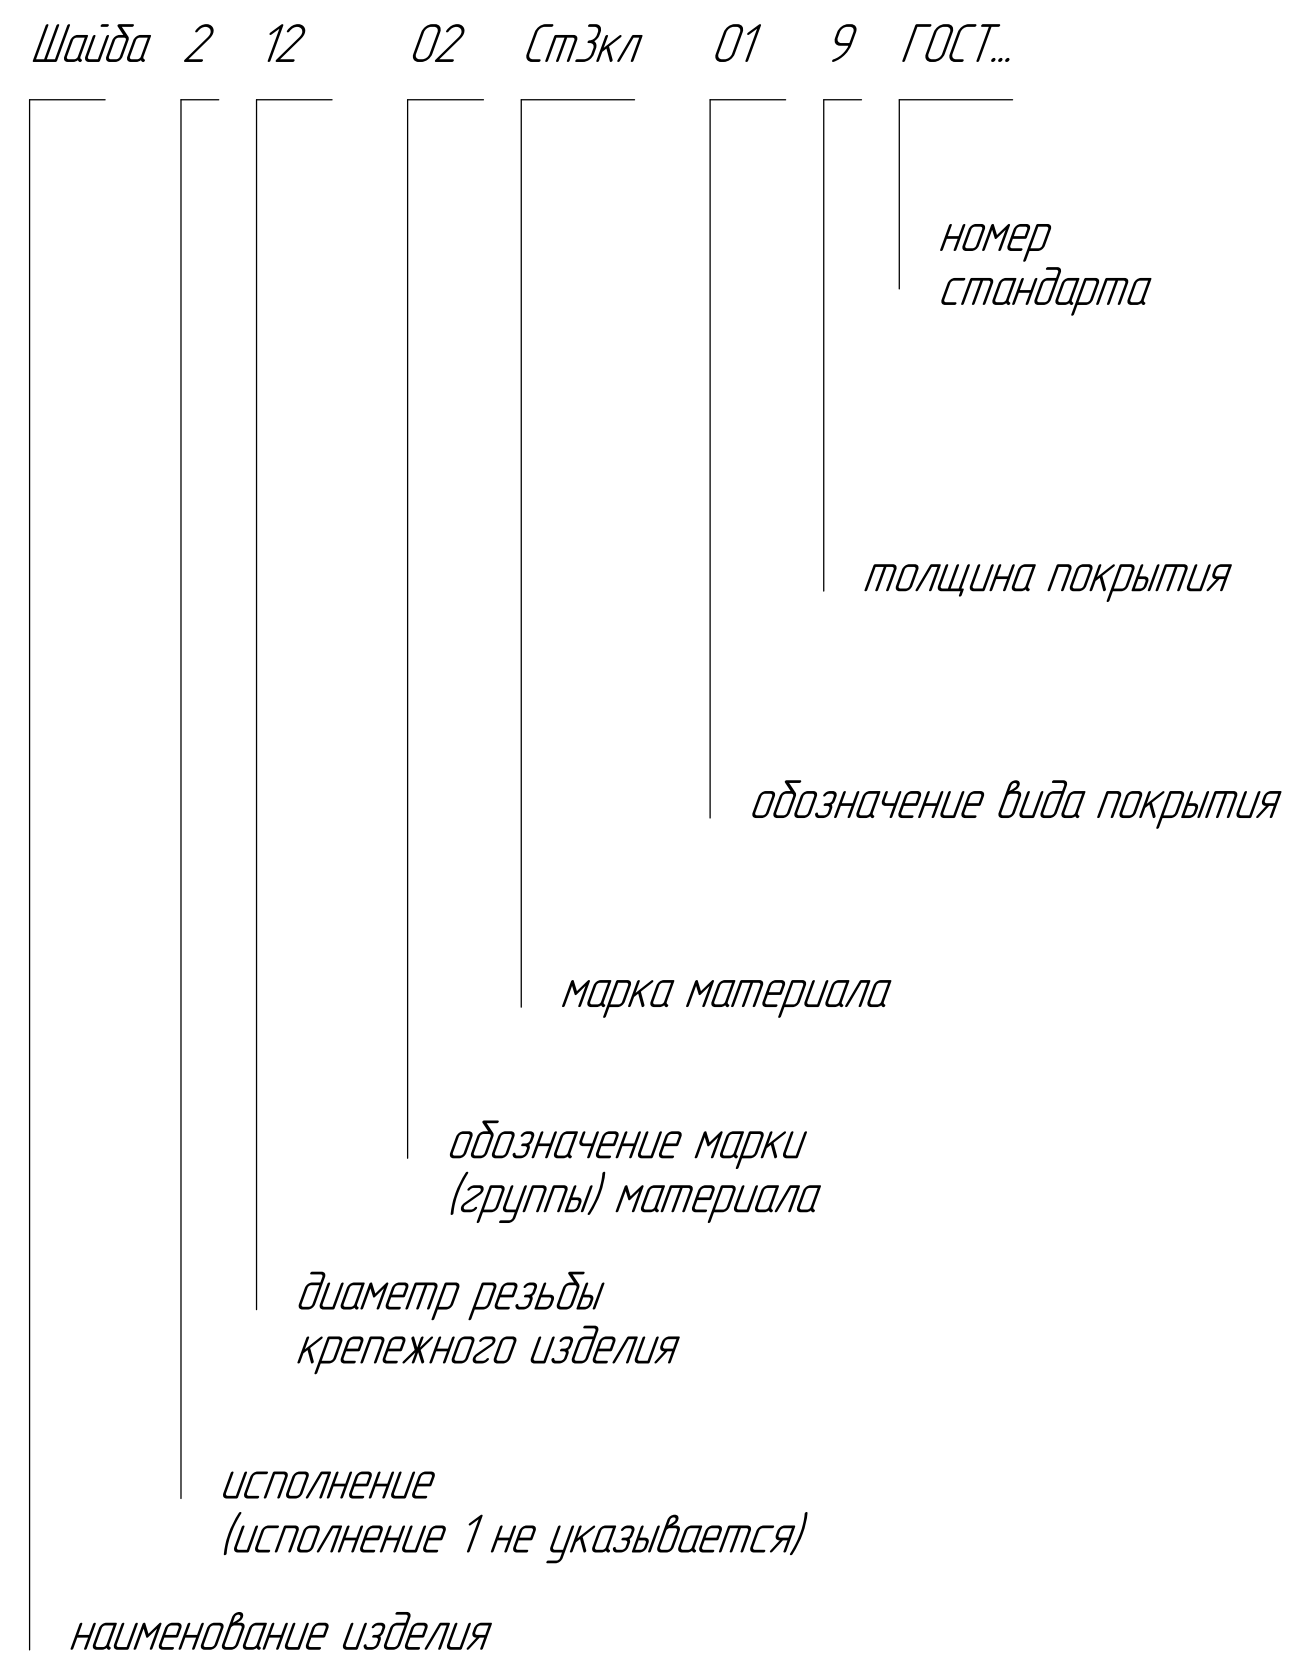 Шайба 2 12 02 Ст3кл 01 9 ГОСТ...
номер
стандарта
толщина покрытия
обозначение вида покрытия
марка материала
обозначение марки
(группы) материала
диаметр резьбы
крепежного изделия
исполнение
(исполнение 1 не указывается)
наименование изделия